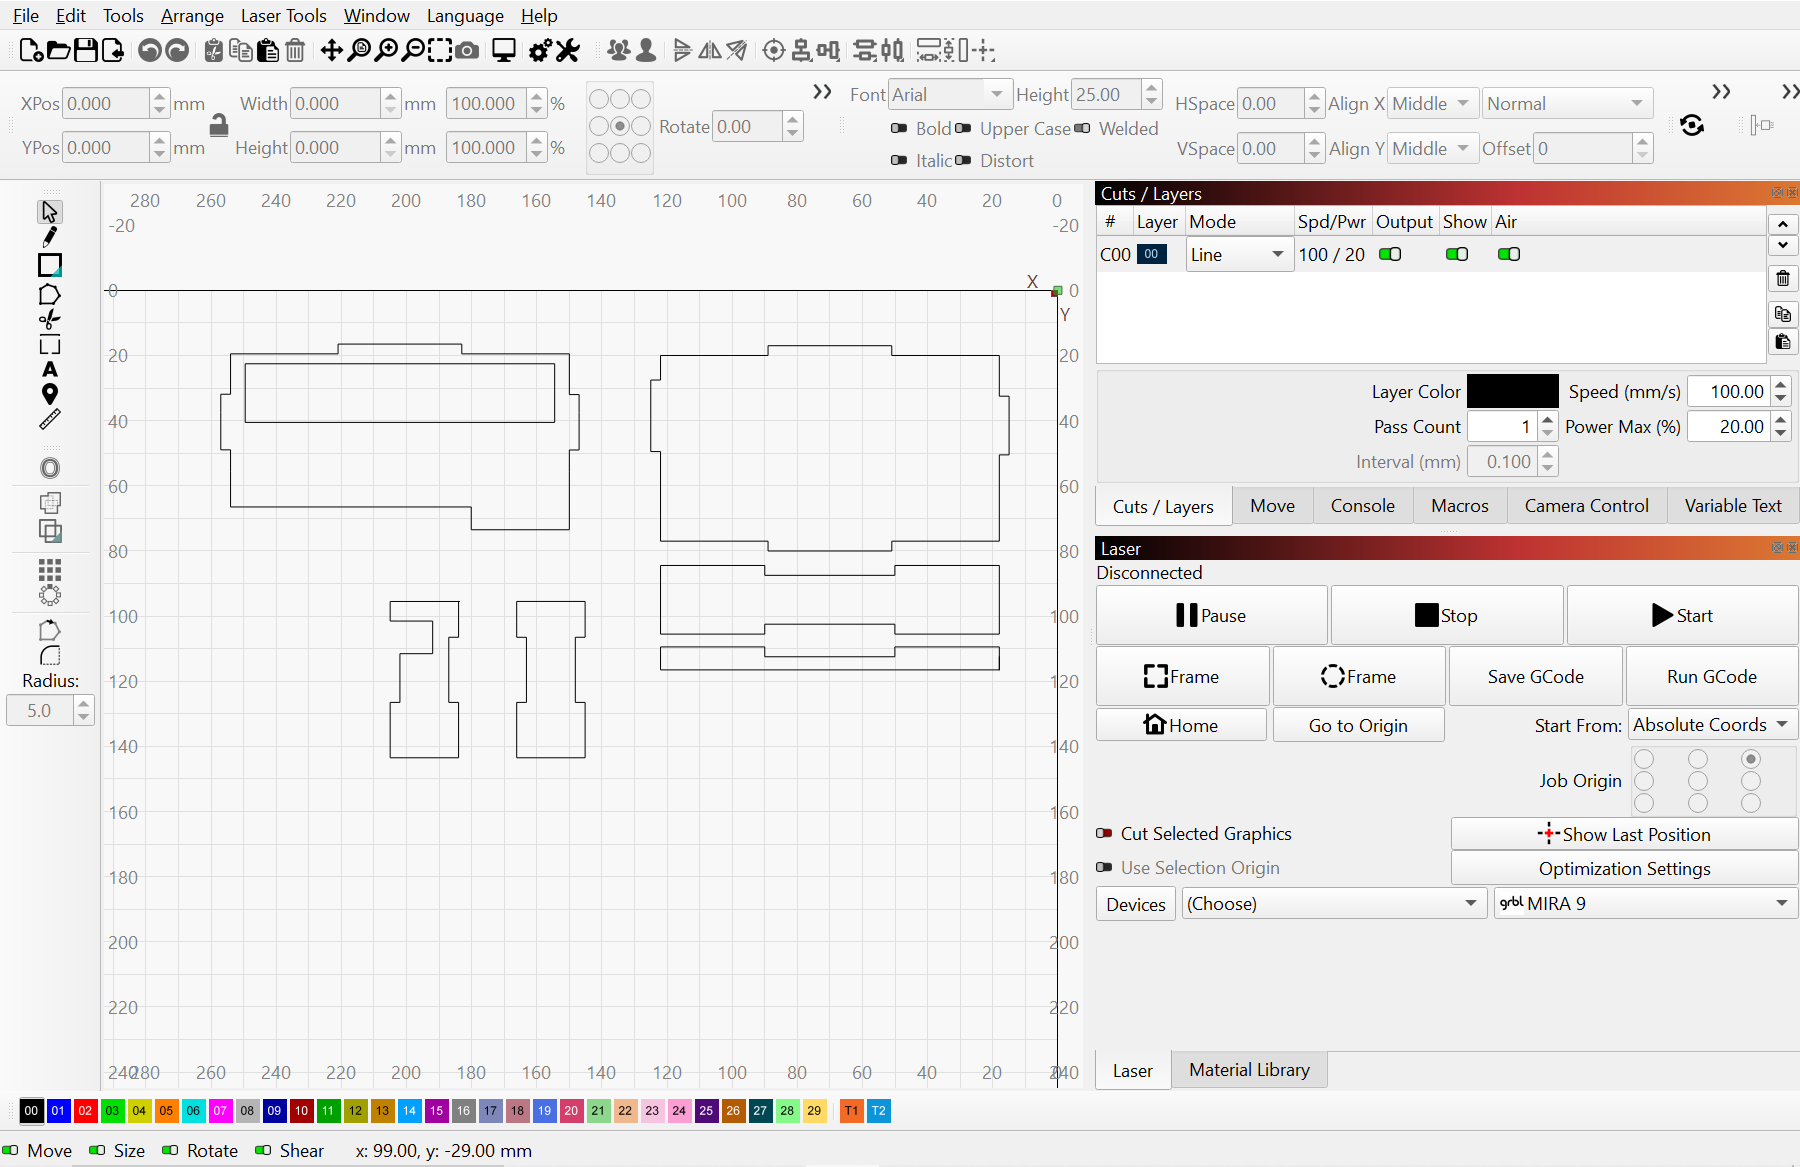 File Edit Tools Arrange Laser Tools Window Language Help
XPos 0.000 mm Width 0.000 mm 100.000 % Rotate 0.00 Font Arial Height 25.00 HSpace 0.00 Align X Middle Normal
YPos 0.000 mm Height 0.000 mm 100.000 % Bold Upper Case Welded VSpace 0.00 Align Y Middle Offset 0
Italic Distort
280 260 240 220 200 180 160 140 120 100 80 60 40 20 0
-20 -20
X
0 0
Y
20 20
40 40
60 60
80 80
100 100
120 120
140 140
160 160
180 180
200 200
220 220
240 280 260 240 220 200 180 160 140 120 100 80 60 40 20 0 240
Radius:
5.0
Cuts / Layers
# Layer Mode Spd/Pwr Output Show Air
C00 00 Line 100 / 20
Layer Color Speed (mm/s) 100.00
Pass Count 1 Power Max (%) 20.00
Interval (mm) 0.100
Cuts / Layers Move Console Macros Camera Control Variable Text
Laser
Disconnected
Pause Stop Start
Frame Frame Save GCode Run GCode
Home Go to Origin Start From: Absolute Coords
Job Origin
Cut Selected Graphics Show Last Position
Use Selection Origin Optimization Settings
Devices (Choose) grbl MIRA 9
Laser Material Library
00 01 02 03 04 05 06 07 08 09 10 11 12 13 14 15 16 17 18 19 20 21 22 23 24 25 26 27 28 29 T1 T2
Move Size Rotate Shear x: 99.00, y: -29.00 mm